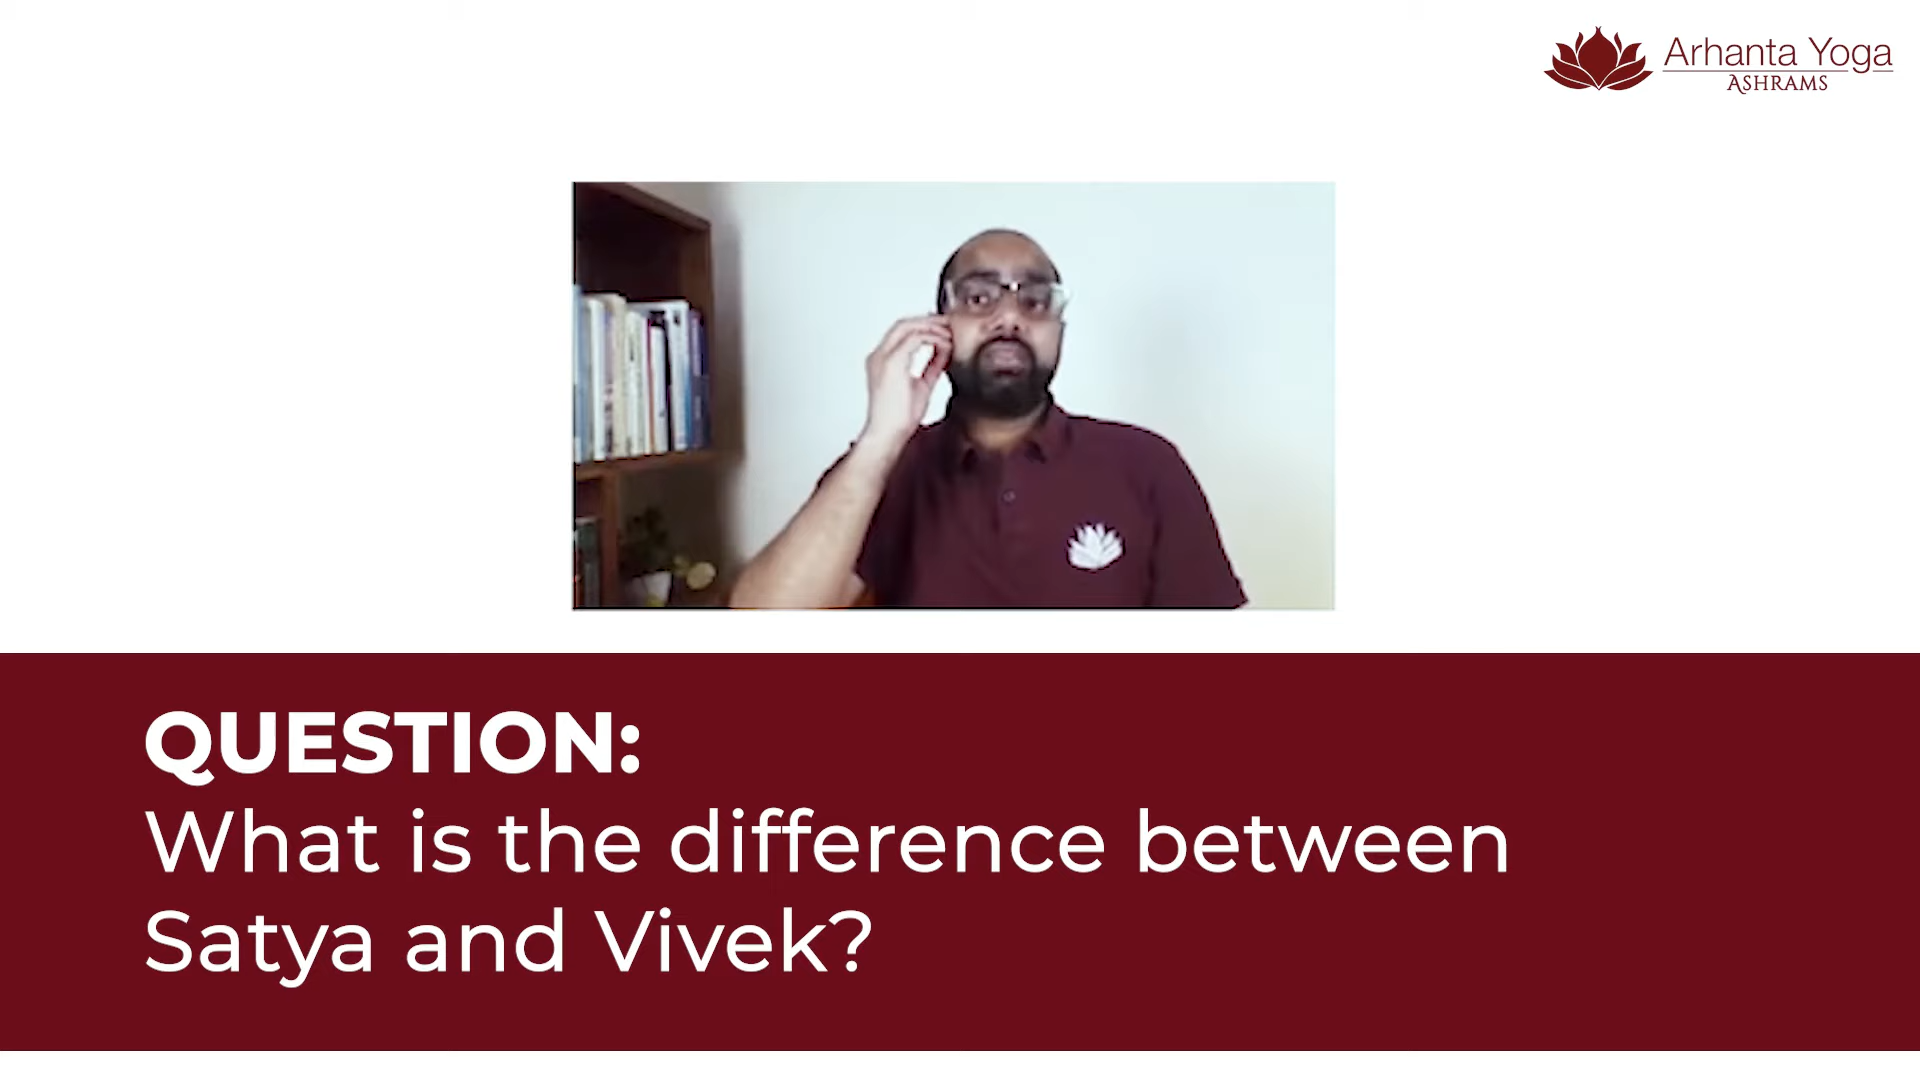 Arhanta Yoga
ASHRAMS
QUESTION:
What is the difference between
Satya and Vivek?